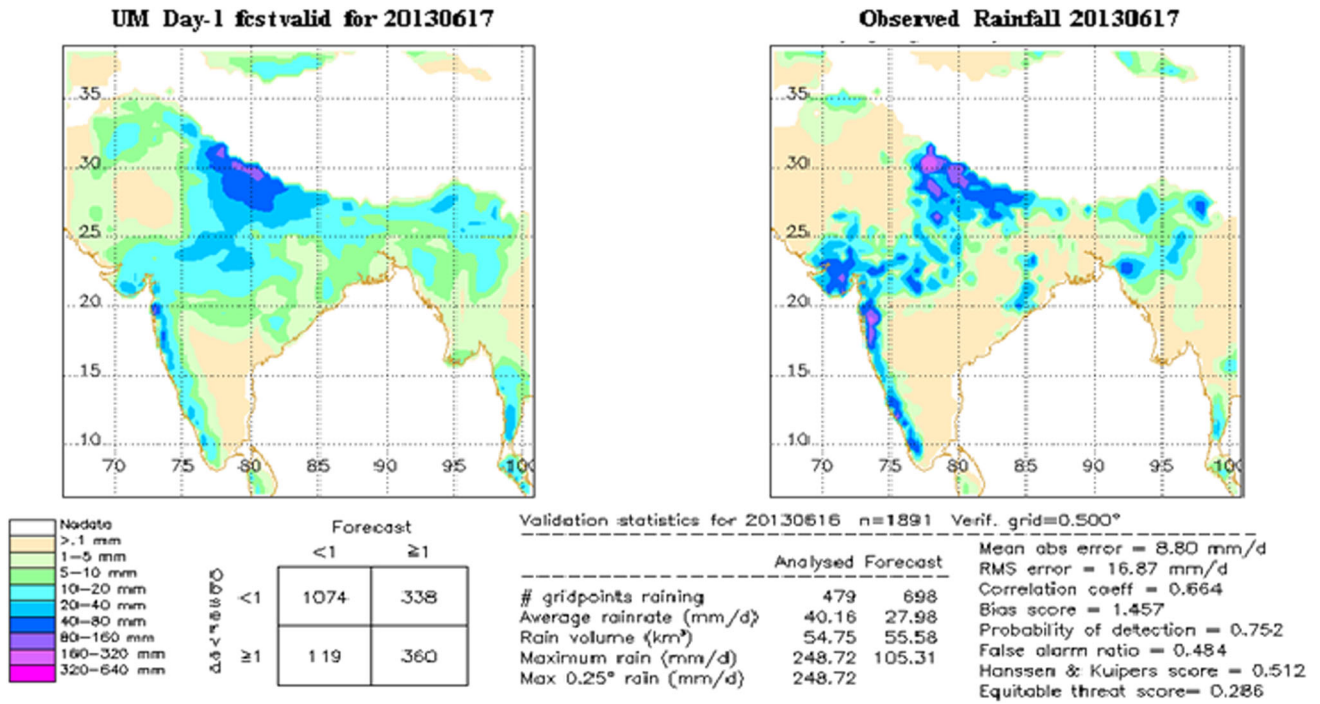 UM Day-1 fcstvalid for 20130617
Observed Rainfall 20130617
35
30
25
20
15
10
70 75 80 85 90 95 100
35
30
25
20
15
10
70 75 80 85 90 95 100
Nodata
>.1 mm
1-5 mm
5-10 mm
10-20 mm
20-40 mm
40-80 mm
80-160 mm
160-320 mm
320-640 mm
Forecast
<1 ≥1
Observed
<1 1074 338
≥1 119 360
Validation statistics for 20130616 n=1891 Verif. grid=0.500°
Analysed Forecast
# gridpoints raining 479 698
Average rainrate (mm/d) 40.16 27.98
Rain volume (km³) 54.75 55.58
Maximum rain (mm/d) 248.72 105.31
Max 0.25° rain (mm/d) 248.72
Mean abs error = 8.80 mm/d
RMS error = 16.87 mm/d
Correlation coeff = 0.664
Bias score = 1.457
Probability of detection = 0.752
False alarm ratio = 0.484
Hanssen & Kuipers score = 0.512
Equitable threat score= 0.286